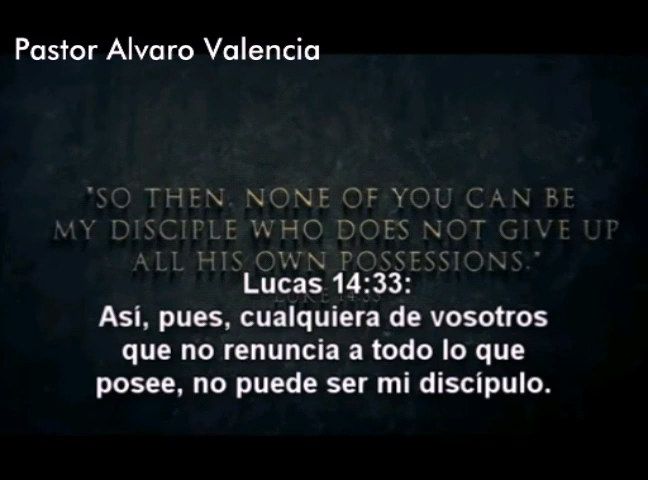 Pastor Alvaro Valencia
"SO THEN, NONE OF YOU CAN BE
MY DISCIPLE WHO DOES NOT GIVE UP
ALL HIS OWN POSSESSIONS."
LUKE 14:33
Lucas 14:33:
Así, pues, cualquiera de vosotros
que no renuncia a todo lo que
posee, no puede ser mi discípulo.